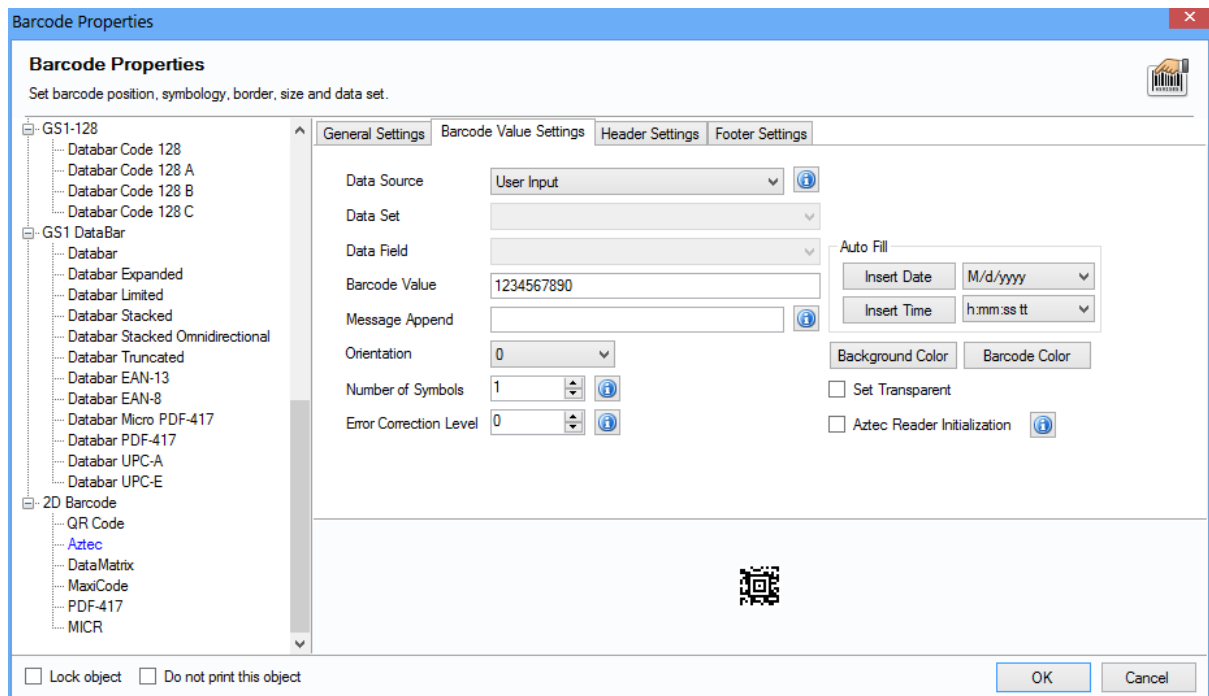 Barcode Properties
Barcode Properties
Set barcode position, symbology, border, size and data set.
GS1-128
Databar Code 128
Databar Code 128 A
Databar Code 128 B
Databar Code 128 C
GS1 DataBar
Databar
Databar Expanded
Databar Limited
Databar Stacked
Databar Stacked Omnidirectional
Databar Truncated
Databar EAN-13
Databar EAN-8
Databar Micro PDF-417
Databar PDF-417
Databar UPC-A
Databar UPC-E
2D Barcode
QR Code
Aztec
DataMatrix
MaxiCode
PDF-417
MICR
General Settings Barcode Value Settings Header Settings Footer Settings
Data Source User Input
Data Set
Data Field
Barcode Value 1234567890
Message Append
Orientation 0
Number of Symbols 1
Error Correction Level 0
Auto Fill
Insert Date M/d/yyyy
Insert Time h:mm:ss tt
Background Color Barcode Color
Set Transparent
Aztec Reader Initialization
Lock object Do not print this object
OK Cancel